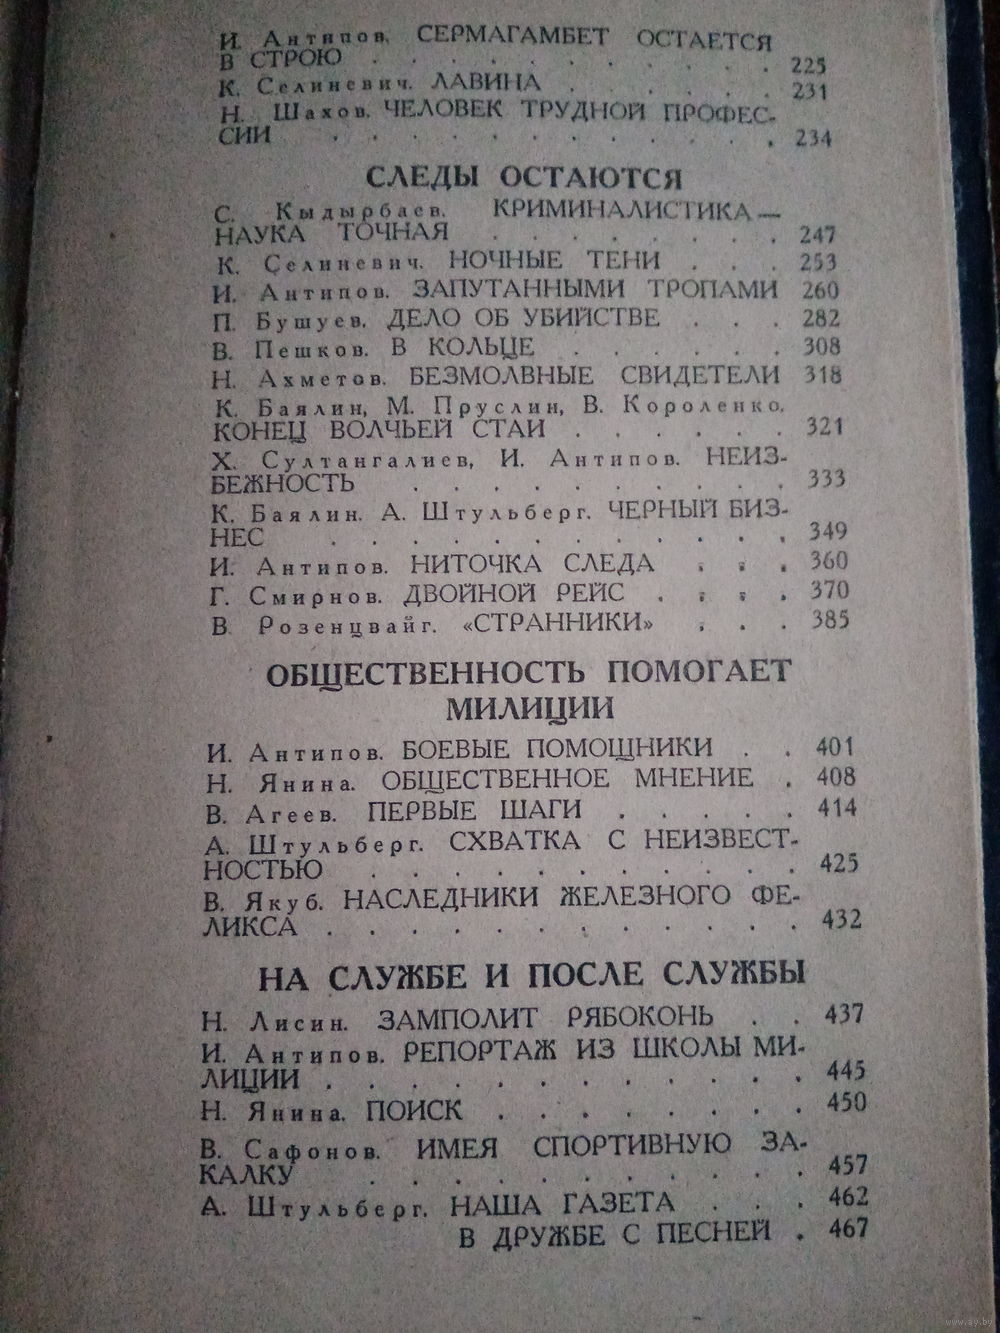 И. Антипов. СЕРМАГАМБЕТ ОСТАЕТСЯ
В СТРОЮ . . . . . . . . . . . 225
К. Селиневич. ЛАВИНА . . . . . . 231
Н. Шахов. ЧЕЛОВЕК ТРУДНОЙ ПРОФЕС-
СИИ . . . . . . . . . . . . 234
СЛЕДЫ ОСТАЮТСЯ
С. Кыдырбаев. КРИМИНАЛИСТИКА —
НАУКА ТОЧНАЯ . . . . . . . . 247
К. Селиневич. НОЧНЫЕ ТЕНИ . . . 253
И. Антипов. ЗАПУТАННЫМИ ТРОПАМИ 260
П. Бушуев. ДЕЛО ОБ УБИЙСТВЕ . . . 282
В. Пешков. В КОЛЬЦЕ . . . . . . 308
Н. Ахметов. БЕЗМОЛВНЫЕ СВИДЕТЕЛИ 318
К. Баялин, М. Пруслин, В. Короленко.
КОНЕЦ ВОЛЧЬЕЙ СТАИ . . . . . . 321
Х. Султангалиев, И. Антипов. НЕИЗ-
БЕЖНОСТЬ . . . . . . . . . . 333
К. Баялин. А. Штульберг. ЧЕРНЫЙ БИЗ-
НЕС . . . . . . . . . . . . 349
И. Антипов. НИТОЧКА СЛЕДА . . . 360
Г. Смирнов. ДВОЙНОЙ РЕЙС . . . . 370
В. Розенцвайг. «СТРАННИКИ» . . . 385
ОБЩЕСТВЕННОСТЬ ПОМОГАЕТ
МИЛИЦИИ
И. Антипов. БОЕВЫЕ ПОМОЩНИКИ . . 401
Н. Янина. ОБЩЕСТВЕННОЕ МНЕНИЕ . 408
В. Агеев. ПЕРВЫЕ ШАГИ . . . . . 414
А. Штульберг. СХВАТКА С НЕИЗВЕСТ-
НОСТЬЮ . . . . . . . . . . . 425
В. Якуб. НАСЛЕДНИКИ ЖЕЛЕЗНОГО ФЕ-
ЛИКСА . . . . . . . . . . . . 432
НА СЛУЖБЕ И ПОСЛЕ СЛУЖБЫ
Н. Лисин. ЗАМПОЛИТ РЯБОКОНЬ . . 437
И. Антипов. РЕПОРТАЖ ИЗ ШКОЛЫ МИ-
ЛИЦИИ . . . . . . . . . . . . 445
Н. Янина. ПОИСК . . . . . . . . 450
В. Сафонов. ИМЕЯ СПОРТИВНУЮ ЗА-
КАЛКУ . . . . . . . . . . . 457
А. Штульберг. НАША ГАЗЕТА . . . 462
В ДРУЖБЕ С ПЕСНЕЙ . 467
www.ay.by